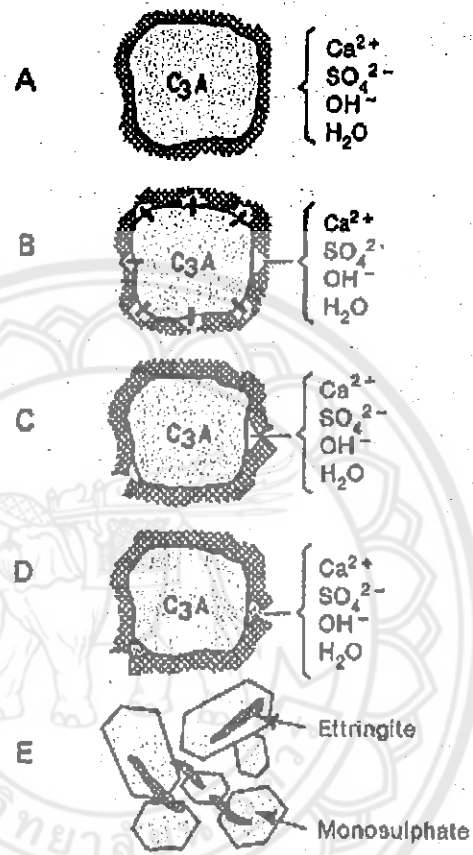 A
C₃A
Ca²⁺
SO₄²⁻
OH⁻
H₂O
B
C₃A
Ca²⁺
SO₄²⁻
OH⁻
H₂O
C
C₃A
Ca²⁺
SO₄²⁻
OH⁻
H₂O
D
C₃A
Ca²⁺
SO₄²⁻
OH⁻
H₂O
E
Ettringite
Monosulphate